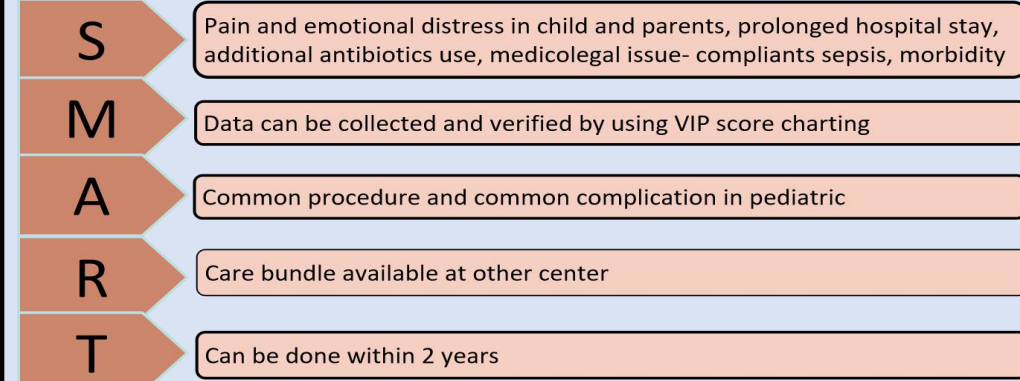 S
Pain and emotional distress in child and parents, prolonged hospital stay,
additional antibiotics use, medicolegal issue- compliants sepsis, morbidity
M
Data can be collected and verified by using VIP score charting
A
Common procedure and common complication in pediatric
R
Care bundle available at other center
T
Can be done within 2 years